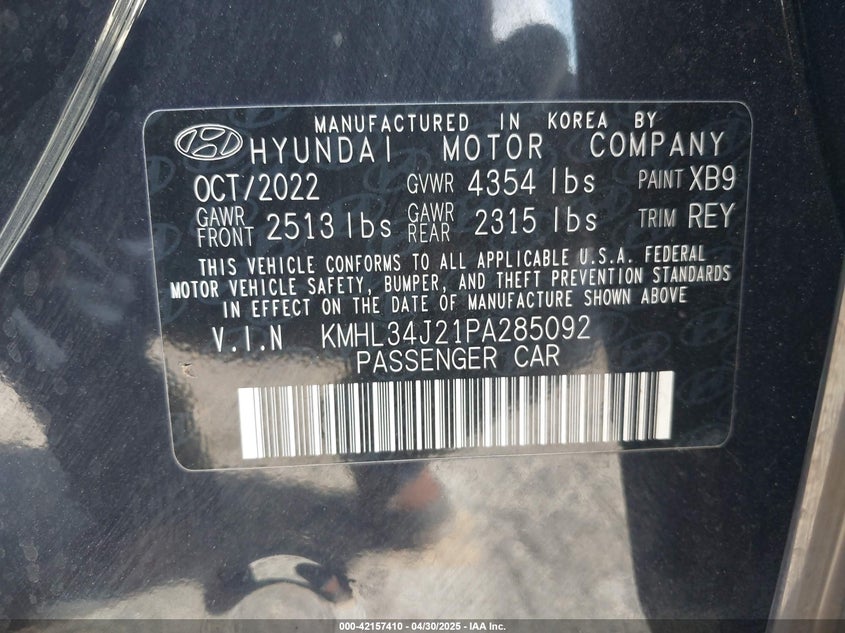 MANUFACTURED IN KOREA BY
HYUNDAI MOTOR COMPANY
OCT/2022 GVWR 4354 lbs PAINT XB9
GAWR FRONT 2513 lbs GAWR REAR 2315 lbs TRIM REY
THIS VEHICLE CONFORMS TO ALL APPLICABLE U.S.A. FEDERAL
MOTOR VEHICLE SAFETY, BUMPER, AND THEFT PREVENTION STANDARDS
IN EFFECT ON THE DATE OF MANUFACTURE SHOWN ABOVE
V.I.N KMHL34J21PA285092
PASSENGER CAR
000-42157410 - 04/30/2025 - IAA Inc.